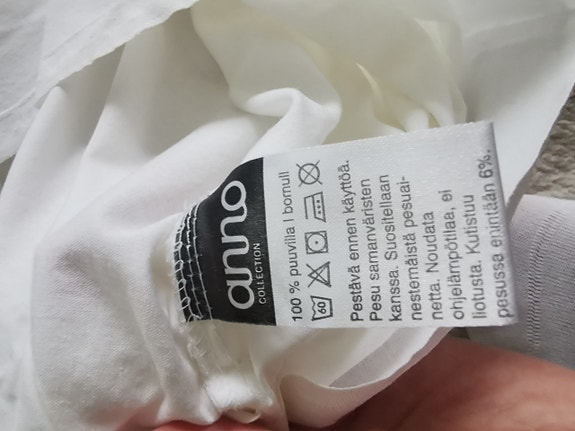 anno
COLLECTION
100 % puuvilla | bomull
60
Pestävä ennen käyttöä.
Pesu samanväristen
kanssa. Suositellaan
nestemäistä pesuai-
netta. Noudata
ohjelämpötilaa, ei
liotusta. Kutistuu
pesussa enintään 6%.